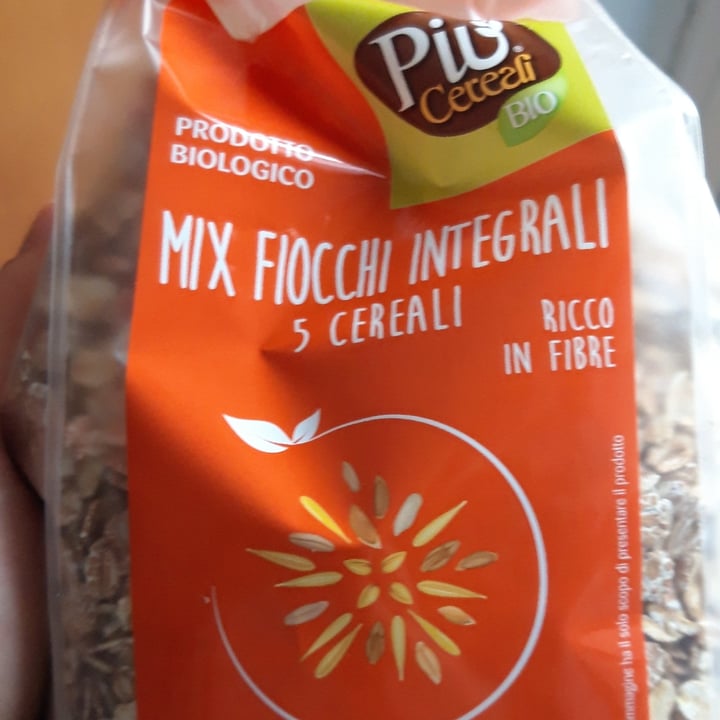 Più
Cereali
BIO
PRODOTTO
BIOLOGICO
MIX FIOCCHI INTEGRALI
5 CEREALI
RICCO
IN FIBRE
ha il solo scopo di presentare il prodotto